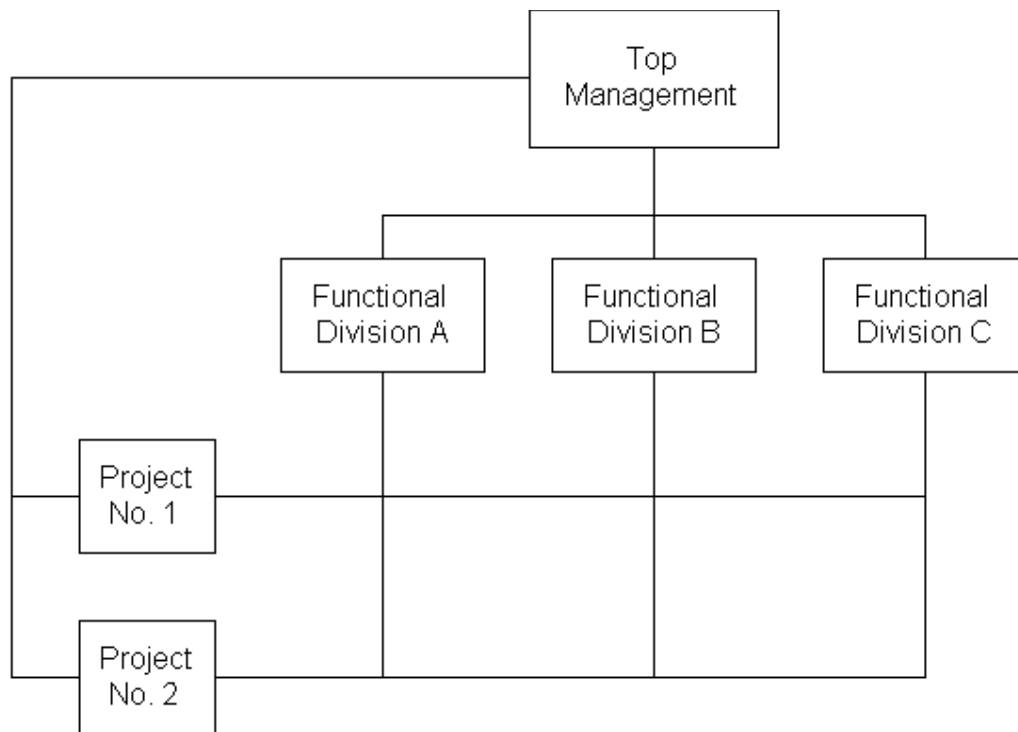 Top
Management
Functional
Division A
Functional
Division B
Functional
Division C
Project
No. 1
Project
No. 2